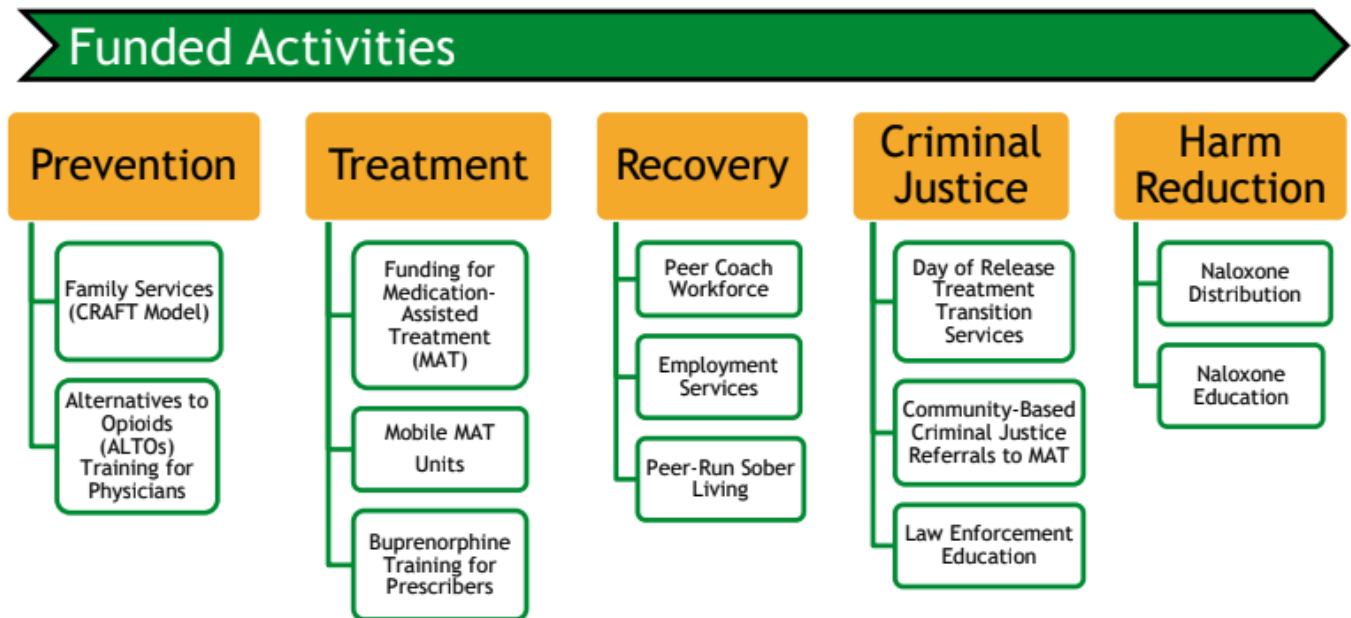 Funded Activities
Prevention
Family Services
(CRAFT Model)
Alternatives to
Opioids
(ALTOs)
Training for
Physicians
Treatment
Funding for
Medication-
Assisted
Treatment
(MAT)
Mobile MAT
Units
Buprenorphine
Training for
Prescribers
Recovery
Peer Coach
Workforce
Employment
Services
Peer-Run Sober
Living
Criminal
Justice
Day of Release
Treatment
Transition
Services
Community-Based
Criminal Justice
Referrals to MAT
Law Enforcement
Education
Harm
Reduction
Naloxone
Distribution
Naloxone
Education